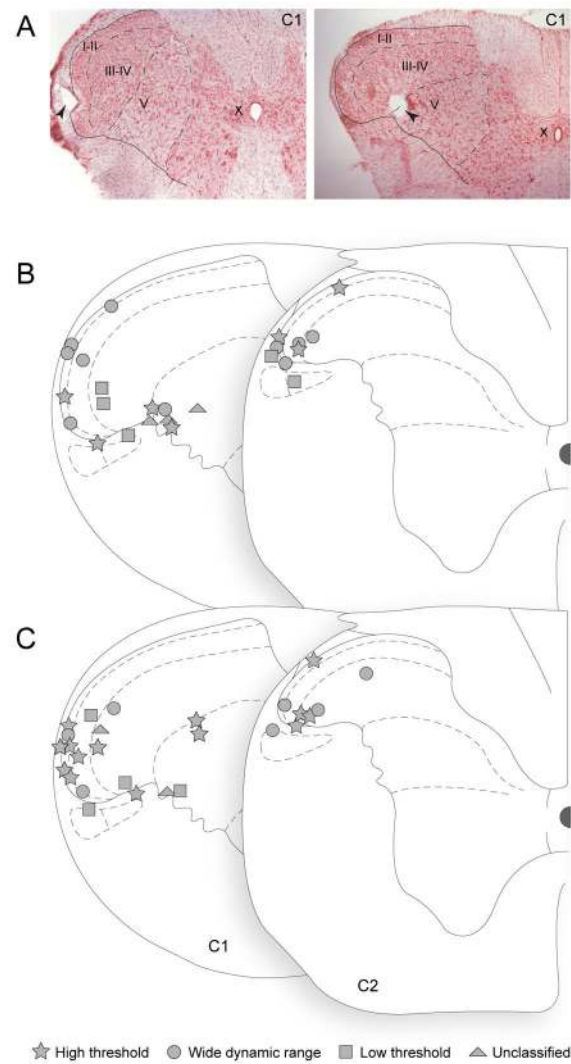 A
C1
I-II
III-IV
V
X
C1
I-II
III-IV
V
X
B
C
C1
C2
High threshold Wide dynamic range Low threshold Unclassified